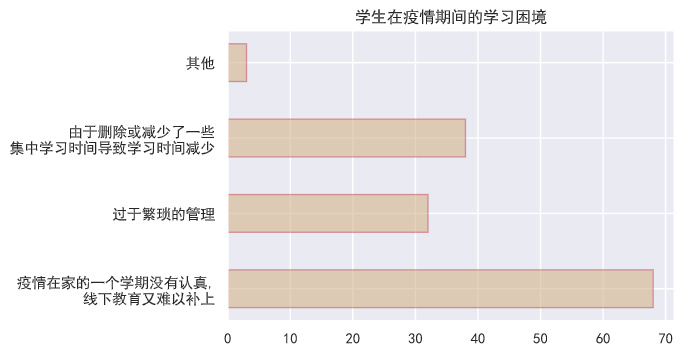 学生在疫情期间的学习困境
其他
由于删除或减少了一些
集中学习时间导致学习时间减少
过于繁琐的管理
疫情在家的一个学期没有认真,
线下教育又难以补上
0 10 20 30 40 50 60 70